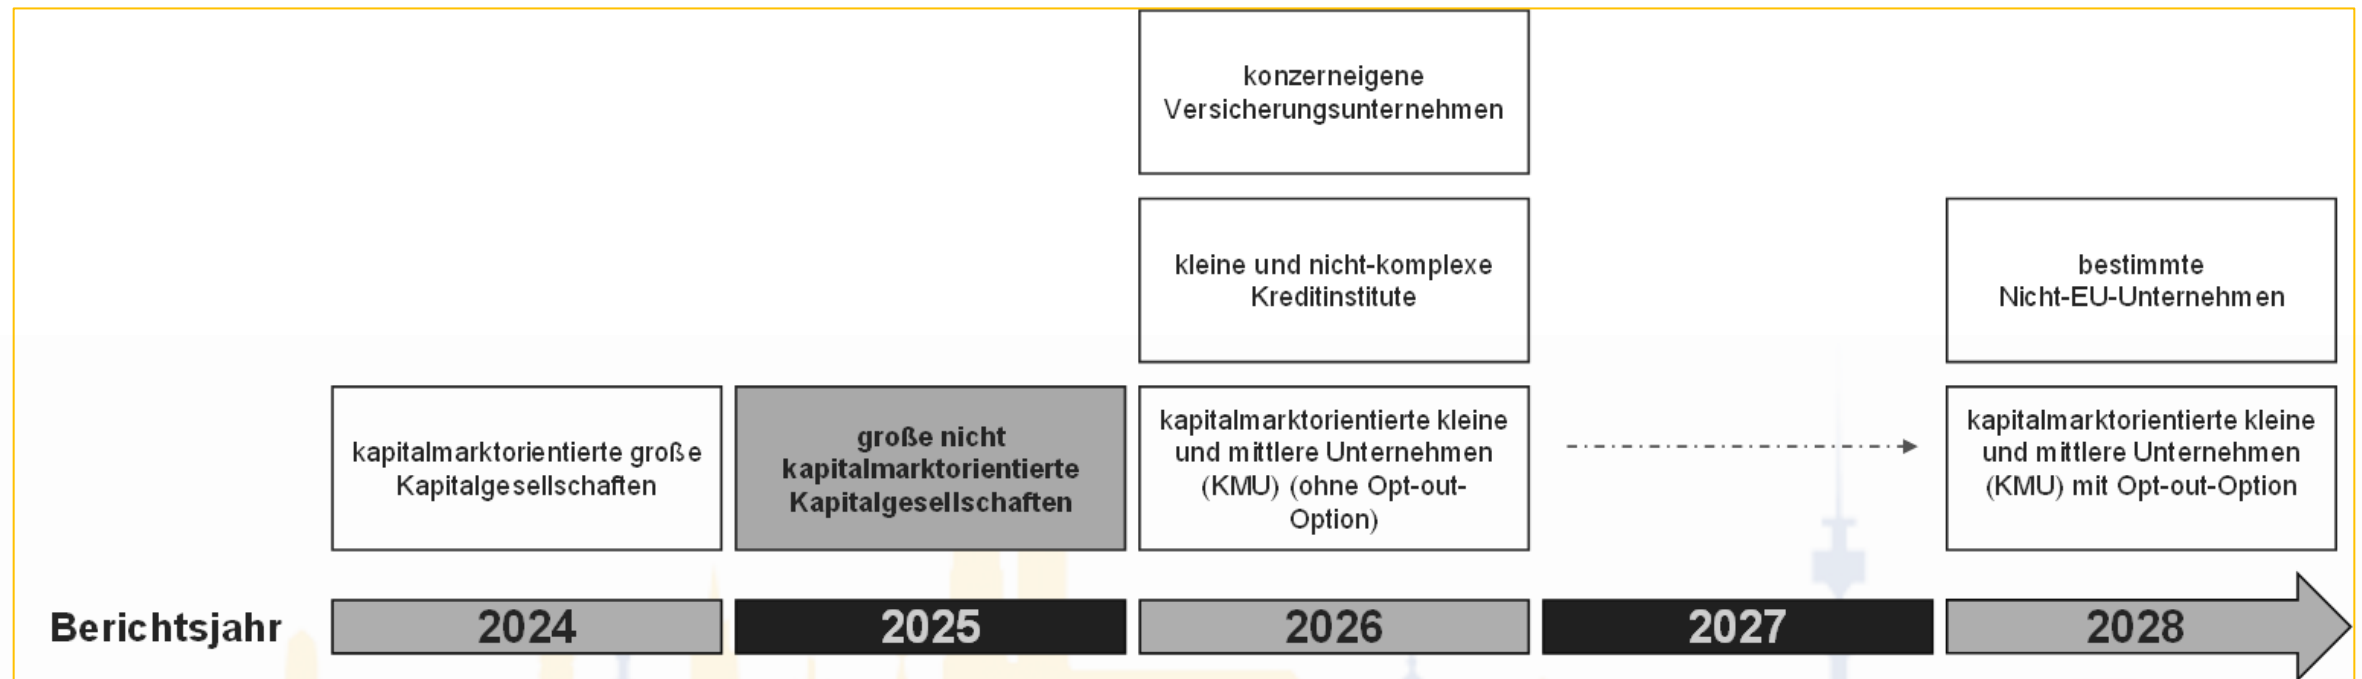 konzerneigene
Versicherungsunternehmen
kleine und nicht-komplexe
Kreditinstitute
bestimmte
Nicht-EU-Unternehmen
kapitalmarktorientierte große
Kapitalgesellschaften
große nicht
kapitalmarktorientierte
Kapitalgesellschaften
kapitalmarktorientierte kleine
und mittlere Unternehmen
(KMU) (ohne Opt-out-
Option)
kapitalmarktorientierte kleine
und mittlere Unternehmen
(KMU) mit Opt-out-Option
Berichtsjahr
2024
2025
2026
2027
2028